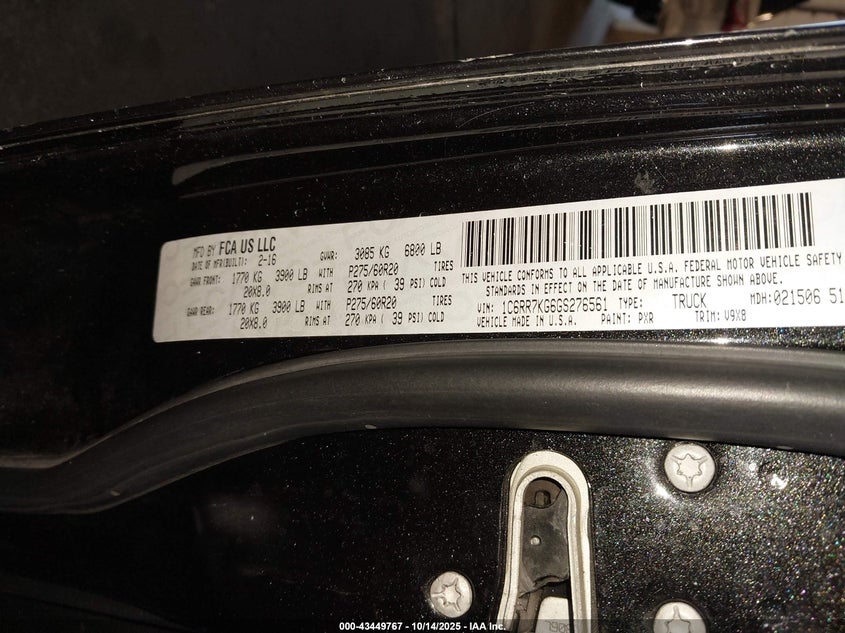 MFD BY FCA US LLC
DATE OF MFR(BUILT): 2-16 GVWR: 3085 KG 6800 LB
GAWR FRONT: 1770 KG 3900 LB WITH P275/60R20 TIRES
20X8.0 RIMS AT 270 KPA ( 39 PSI) COLD
GAWR REAR: 1770 KG 3900 LB WITH P275/60R20 TIRES
20X8.0 RIMS AT 270 KPA ( 39 PSI) COLD
THIS VEHICLE CONFORMS TO ALL APPLICABLE U.S.A. FEDERAL MOTOR VEHICLE SAFETY
STANDARDS IN EFFECT ON THE DATE OF MANUFACTURE SHOWN ABOVE.
VIN: 1C6RR7KG6GS276561 TYPE: TRUCK MDH:021506 51
VEHICLE MADE IN U.S.A. PAINT: PXR TRIM: V9X8
000-43449767 - 10/14/2025 - IAA Inc.